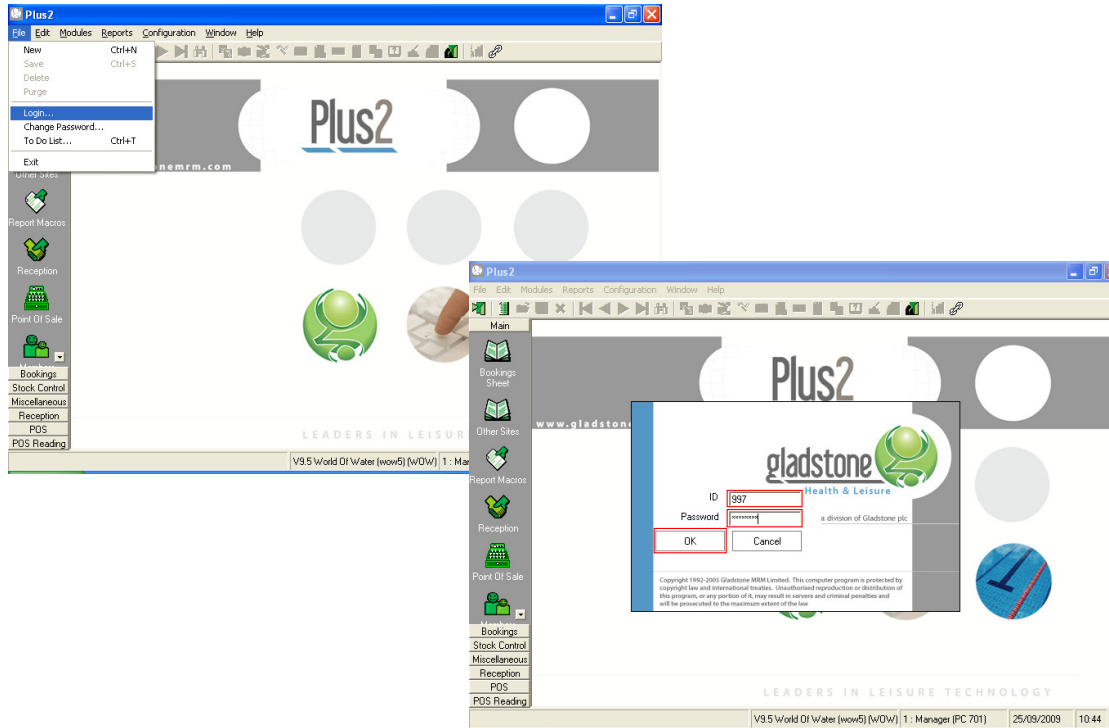 Plus2
File Edit Modules Reports Configuration Window Help
New Ctrl+N
Save Ctrl+S
Delete
Purge
Login...
Change Password...
To Do List... Ctrl+T
Exit
Plus2
nemrm.com
Other Sites
Report Macros
Reception
Point Of Sale
Members
Bookings
Stock Control
Miscellaneous
Reception
POS
POS Reading
LEADERS IN LEISUR
V9.5 World Of Water (wow5) (WOW) 1 : Mar
Plus2
File Edit Modules Reports Configuration Window Help
Main
Bookings
Sheet
Other Sites
Report Macros
Reception
Point Of Sale
Bookings
Stock Control
Miscellaneous
Reception
POS
POS Reading
Plus2
www.gladston
gladstone
Health & Leisure
ID 997
Password xxxxxxxxx
a division of Gladstone plc
OK Cancel
Copyright 1992-2005 Gladstone MRM Limited. This computer program is protected by
copyright law and international treaties. Unauthorised reproduction or distribution of
this program, or any portion of it, may result in servere and criminal penalties and
will be prosecuted to the maximum extent of the law
LEADERS IN LEISURE TECHNOLOGY
V9.5 World Of Water (wow5) (WOW) 1 : Manager (PC 701) 25/09/2009 10:44